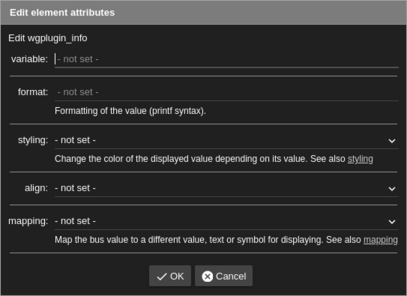 Edit element attributes
Edit wgplugin_info
variable: - not set -
format: - not set -
Formatting of the value (printf syntax).
styling: - not set -
Change the color of the displayed value depending on its value. See also styling
align: - not set -
mapping: - not set -
Map the bus value to a different value, text or symbol for displaying. See also mapping
OK Cancel